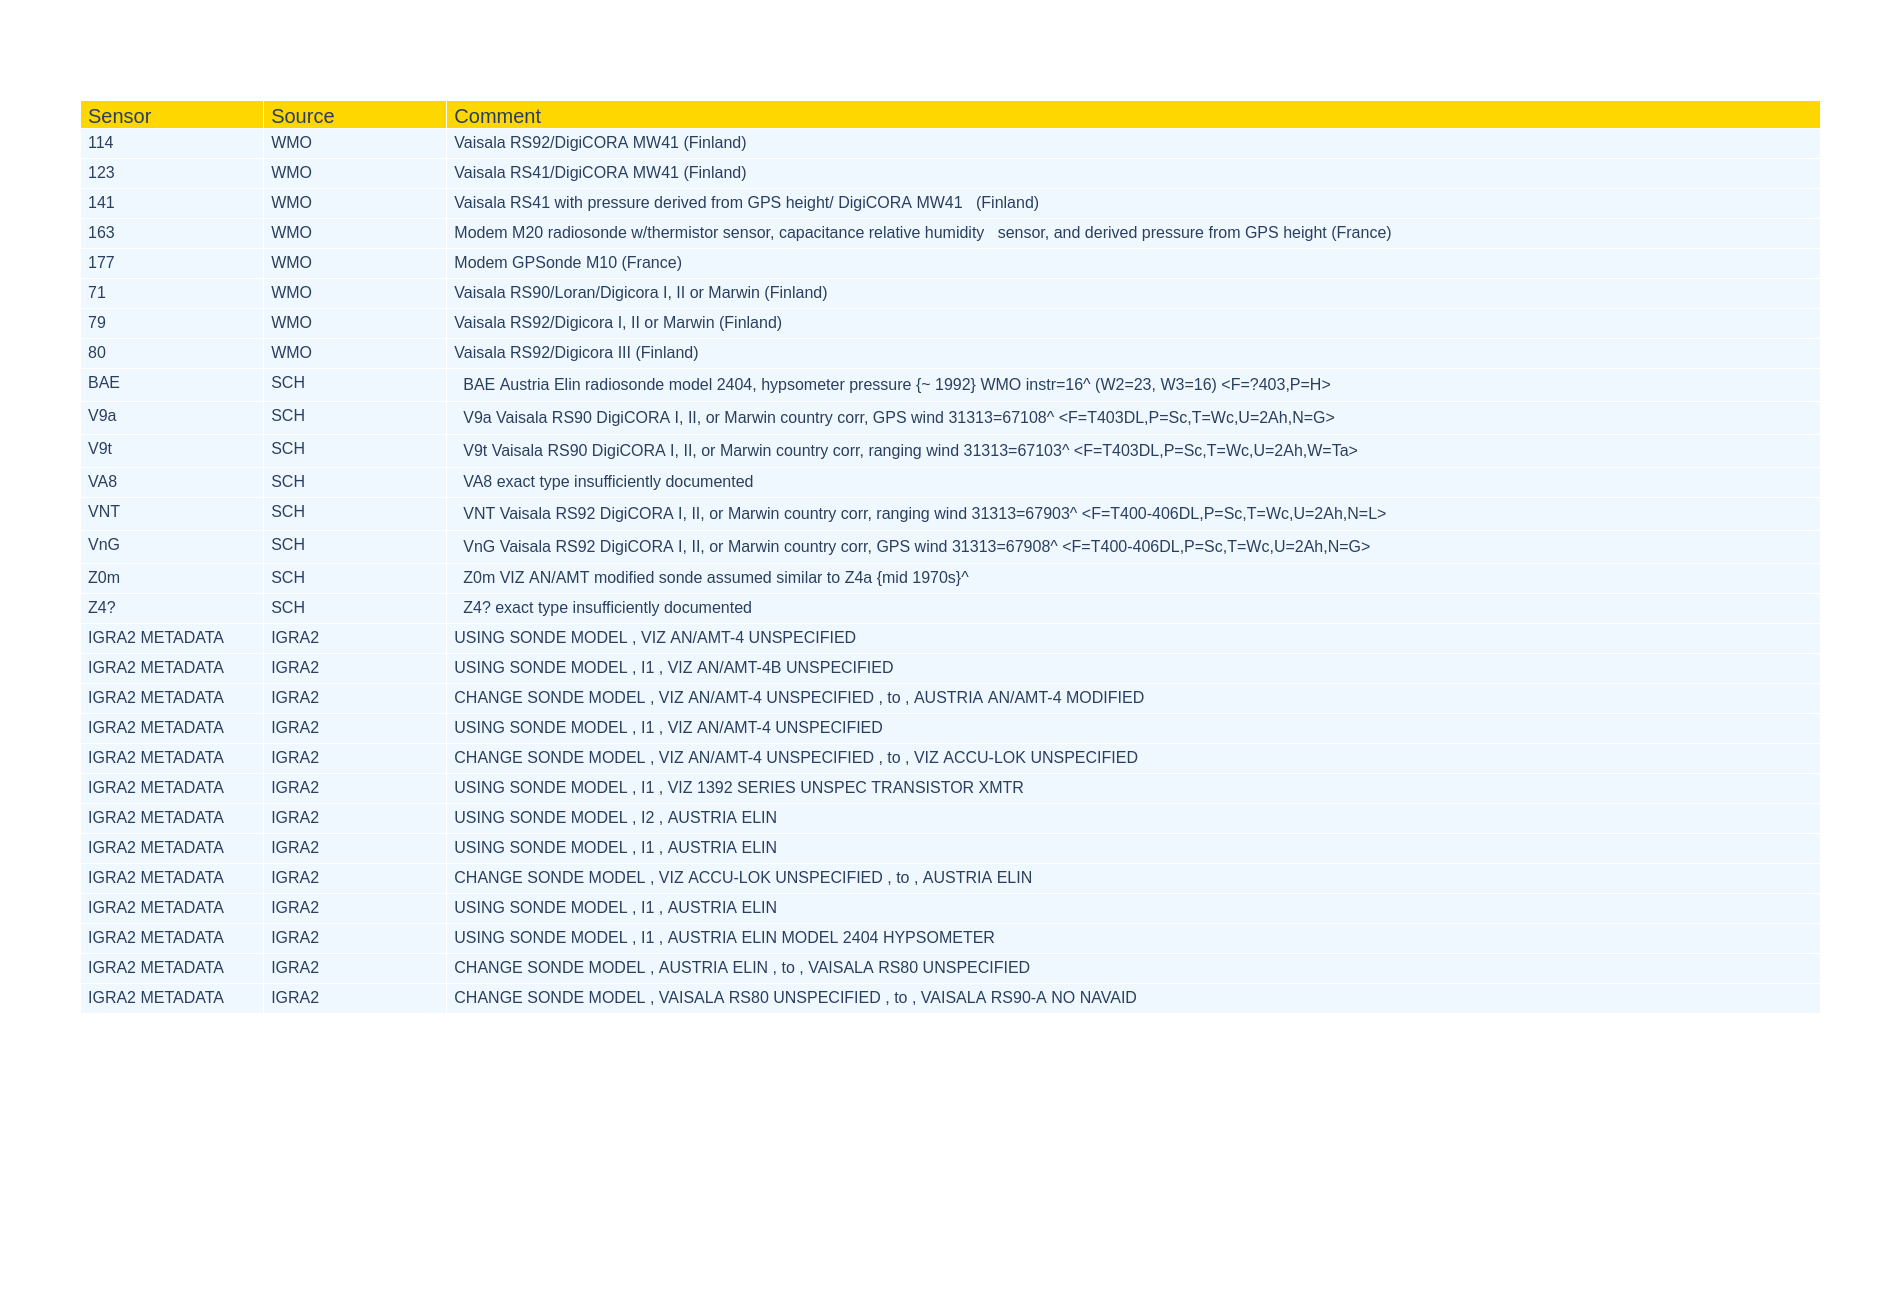 Sensor Source Comment
114 WMO Vaisala RS92/DigiCORA MW41 (Finland)
123 WMO Vaisala RS41/DigiCORA MW41 (Finland)
141 WMO Vaisala RS41 with pressure derived from GPS height/ DigiCORA MW41 (Finland)
163 WMO Modem M20 radiosonde w/thermistor sensor, capacitance relative humidity sensor, and derived pressure from GPS height (France)
177 WMO Modem GPSonde M10 (France)
71 WMO Vaisala RS90/Loran/Digicora I, II or Marwin (Finland)
79 WMO Vaisala RS92/Digicora I, II or Marwin (Finland)
80 WMO Vaisala RS92/Digicora III (Finland)
BAE SCH BAE Austria Elin radiosonde model 2404, hypsometer pressure {~ 1992} WMO instr=16^ (W2=23, W3=16) <F=?403,P=H>
V9a SCH V9a Vaisala RS90 DigiCORA I, II, or Marwin country corr, GPS wind 31313=67108^ <F=T403DL,P=Sc,T=Wc,U=2Ah,N=G>
V9t SCH V9t Vaisala RS90 DigiCORA I, II, or Marwin country corr, ranging wind 31313=67103^ <F=T403DL,P=Sc,T=Wc,U=2Ah,W=Ta>
VA8 SCH VA8 exact type insufficiently documented
VNT SCH VNT Vaisala RS92 DigiCORA I, II, or Marwin country corr, ranging wind 31313=67903^ <F=T400-406DL,P=Sc,T=Wc,U=2Ah,N=L>
VnG SCH VnG Vaisala RS92 DigiCORA I, II, or Marwin country corr, GPS wind 31313=67908^ <F=T400-406DL,P=Sc,T=Wc,U=2Ah,N=G>
Z0m SCH Z0m VIZ AN/AMT modified sonde assumed similar to Z4a {mid 1970s}^
Z4? SCH Z4? exact type insufficiently documented
IGRA2 METADATA IGRA2 USING SONDE MODEL , VIZ AN/AMT-4 UNSPECIFIED
IGRA2 METADATA IGRA2 USING SONDE MODEL , I1 , VIZ AN/AMT-4B UNSPECIFIED
IGRA2 METADATA IGRA2 CHANGE SONDE MODEL , VIZ AN/AMT-4 UNSPECIFIED , to , AUSTRIA AN/AMT-4 MODIFIED
IGRA2 METADATA IGRA2 USING SONDE MODEL , I1 , VIZ AN/AMT-4 UNSPECIFIED
IGRA2 METADATA IGRA2 CHANGE SONDE MODEL , VIZ AN/AMT-4 UNSPECIFIED , to , VIZ ACCU-LOK UNSPECIFIED
IGRA2 METADATA IGRA2 USING SONDE MODEL , I1 , VIZ 1392 SERIES UNSPEC TRANSISTOR XMTR
IGRA2 METADATA IGRA2 USING SONDE MODEL , I2 , AUSTRIA ELIN
IGRA2 METADATA IGRA2 USING SONDE MODEL , I1 , AUSTRIA ELIN
IGRA2 METADATA IGRA2 CHANGE SONDE MODEL , VIZ ACCU-LOK UNSPECIFIED , to , AUSTRIA ELIN
IGRA2 METADATA IGRA2 USING SONDE MODEL , I1 , AUSTRIA ELIN
IGRA2 METADATA IGRA2 USING SONDE MODEL , I1 , AUSTRIA ELIN MODEL 2404 HYPSOMETER
IGRA2 METADATA IGRA2 CHANGE SONDE MODEL , AUSTRIA ELIN , to , VAISALA RS80 UNSPECIFIED
IGRA2 METADATA IGRA2 CHANGE SONDE MODEL , VAISALA RS80 UNSPECIFIED , to , VAISALA RS90-A NO NAVAID